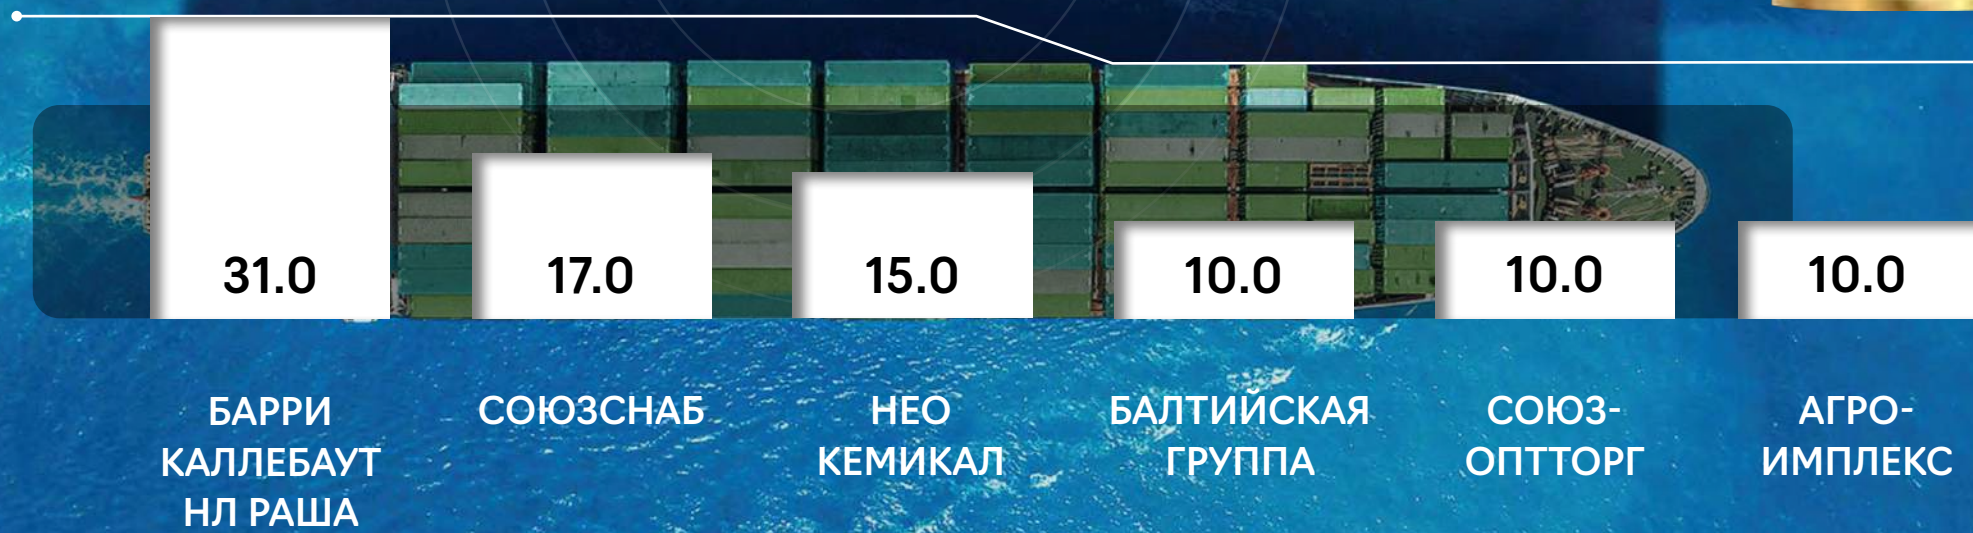 31.0
17.0
15.0
10.0
10.0
10.0
БАРРИ
КАЛЛЕБАУТ
НЛ РАША
СОЮЗСНАБ
НЕО
КЕМИКАЛ
БАЛТИЙСКАЯ
ГРУППА
СОЮЗ-
ОПТТОРГ
АГРО-
ИМПЛЕКС